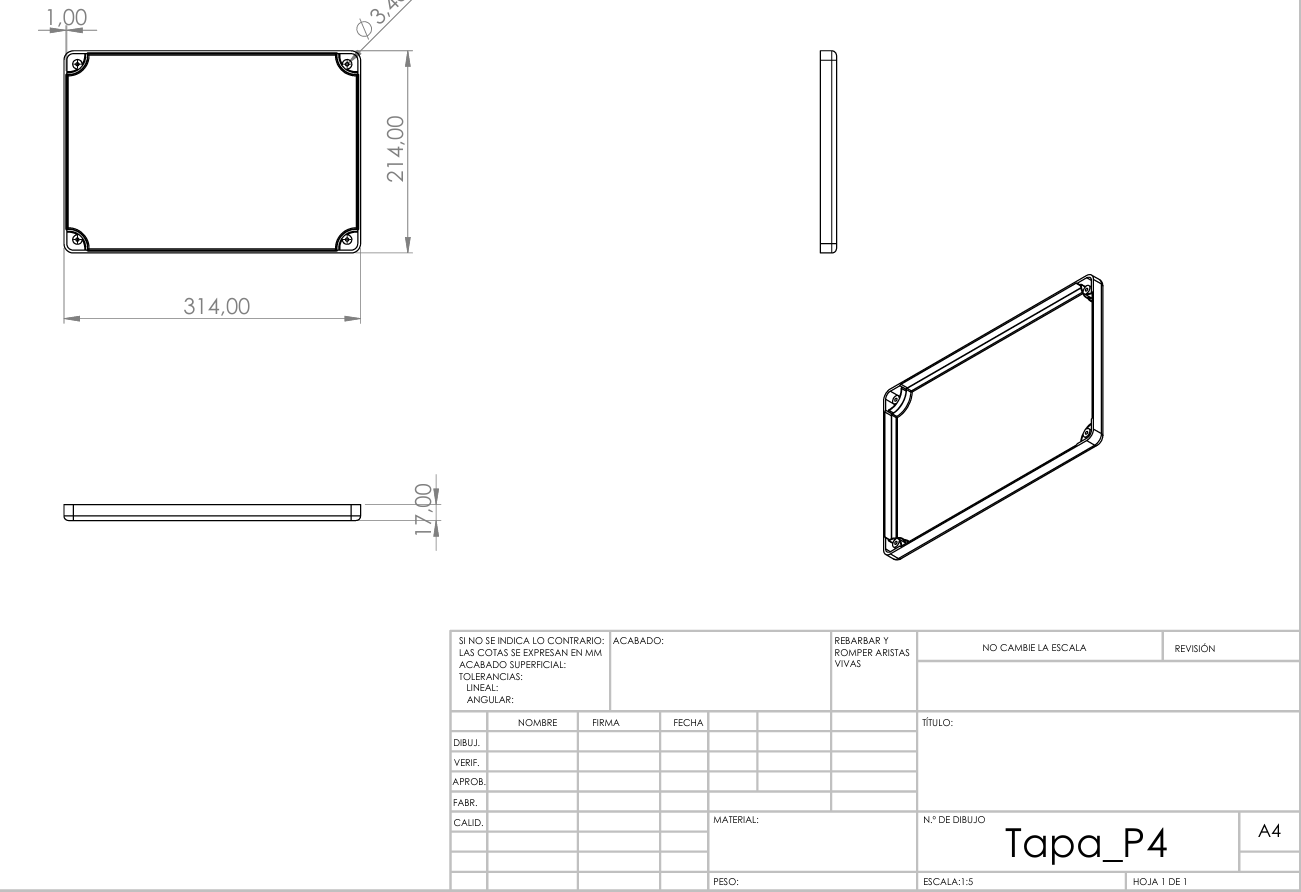 1,00
214,00
314,00
17,00
SI NO SE INDICA LO CONTRARIO:
LAS COTAS SE EXPRESAN EN MM
ACABADO SUPERFICIAL:
TOLERANCIAS:
LINEAL:
ANGULAR:
ACABADO:
REBARBAR Y
ROMPER ARISTAS
VIVAS
NO CAMBIE LA ESCALA
REVISIÓN
NOMBRE
FIRMA
FECHA
TÍTULO:
DIBUJ.
VERIF.
APROB.
FABR.
CALID.
MATERIAL:
N.º DE DIBUJO
Tapa_P4
A4
PESO:
ESCALA:1:5
HOJA 1 DE 1